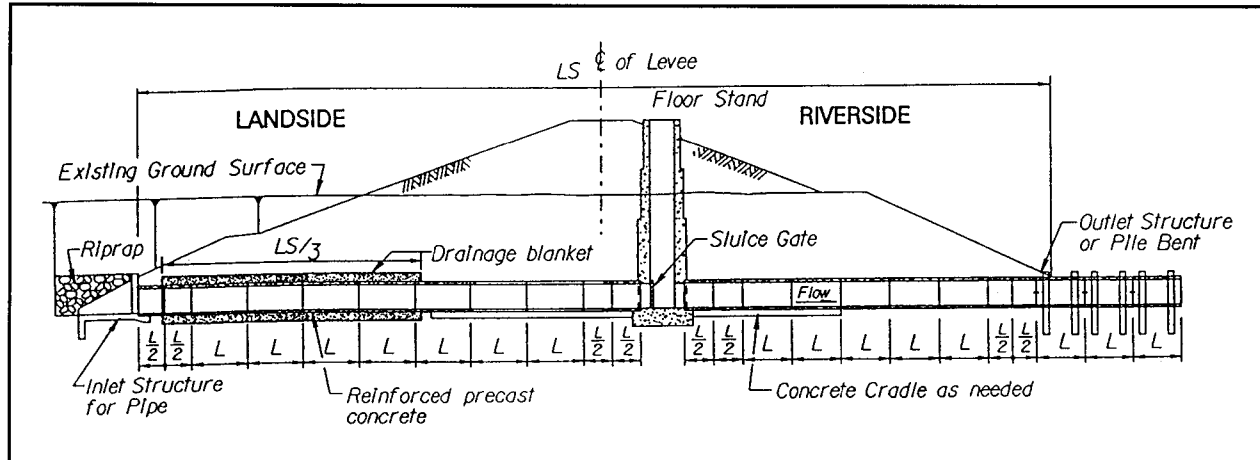 LS ℄ of Levee
Floor Stand
LANDSIDE
RIVERSIDE
Existing Ground Surface
Riprap
LS/3
Drainage blanket
Sluice Gate
Outlet Structure
or Pile Bent
Flow
L/2 L/2 L L L L L L L L/2 L/2 L/2 L/2 L L L L L L/2 L/2 L L L
Inlet Structure
for Pipe
Reinforced precast
concrete
Concrete Cradle as needed